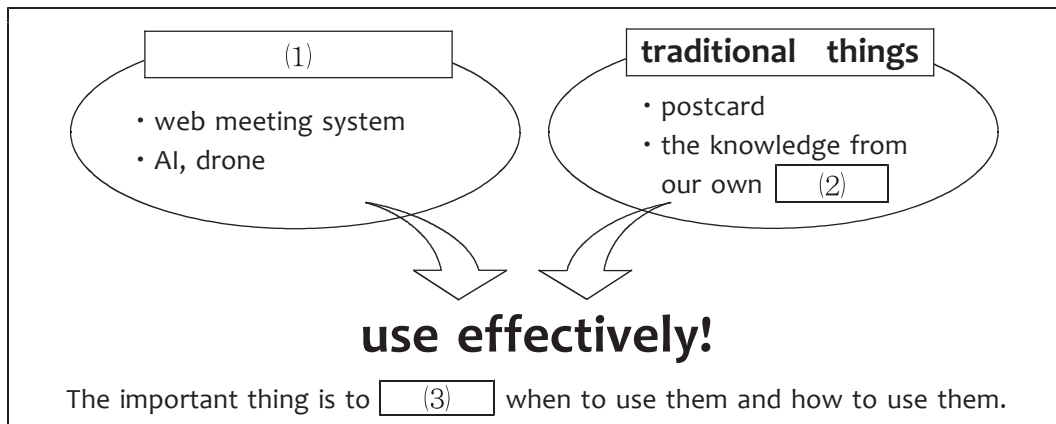 ⑴
・web meeting system
・AI, drone
traditional things
・postcard
・the knowledge from
our own ⑵
use effectively!
The important thing is to ⑶ when to use them and how to use them.